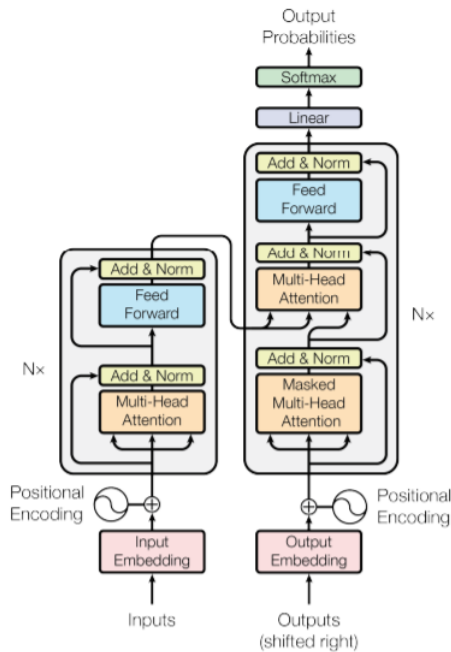 Output
Probabilities
Softmax
Linear
Add & Norm
Feed
Forward
Add & Norm
Multi-Head
Attention
Nx
Add & Norm
Masked
Multi-Head
Attention
Positional
Encoding
Output
Embedding
Outputs
(shifted right)
Add & Norm
Feed
Forward
Nx
Add & Norm
Multi-Head
Attention
Positional
Encoding
Input
Embedding
Inputs